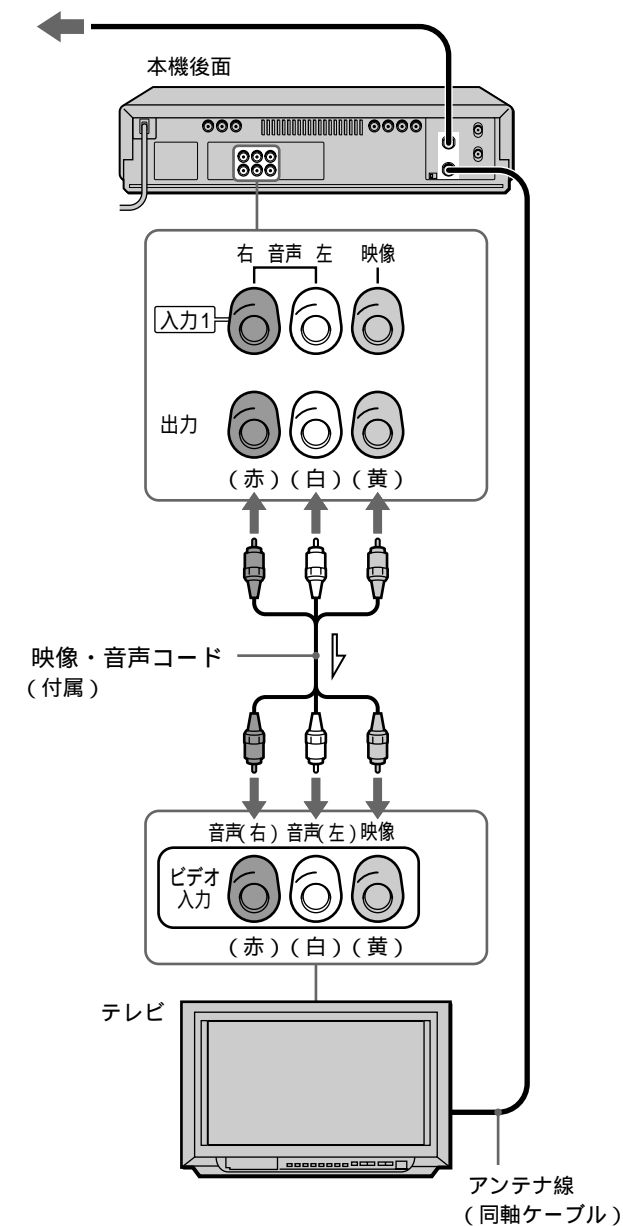 本機後面
右 音声 左 映像
入力1
出力
(赤)(白)(黄)
映像・音声コード
(付属)
音声(右) 音声(左) 映像
ビデオ
入力
(赤)(白)(黄)
テレビ
アンテナ線
(同軸ケーブル)